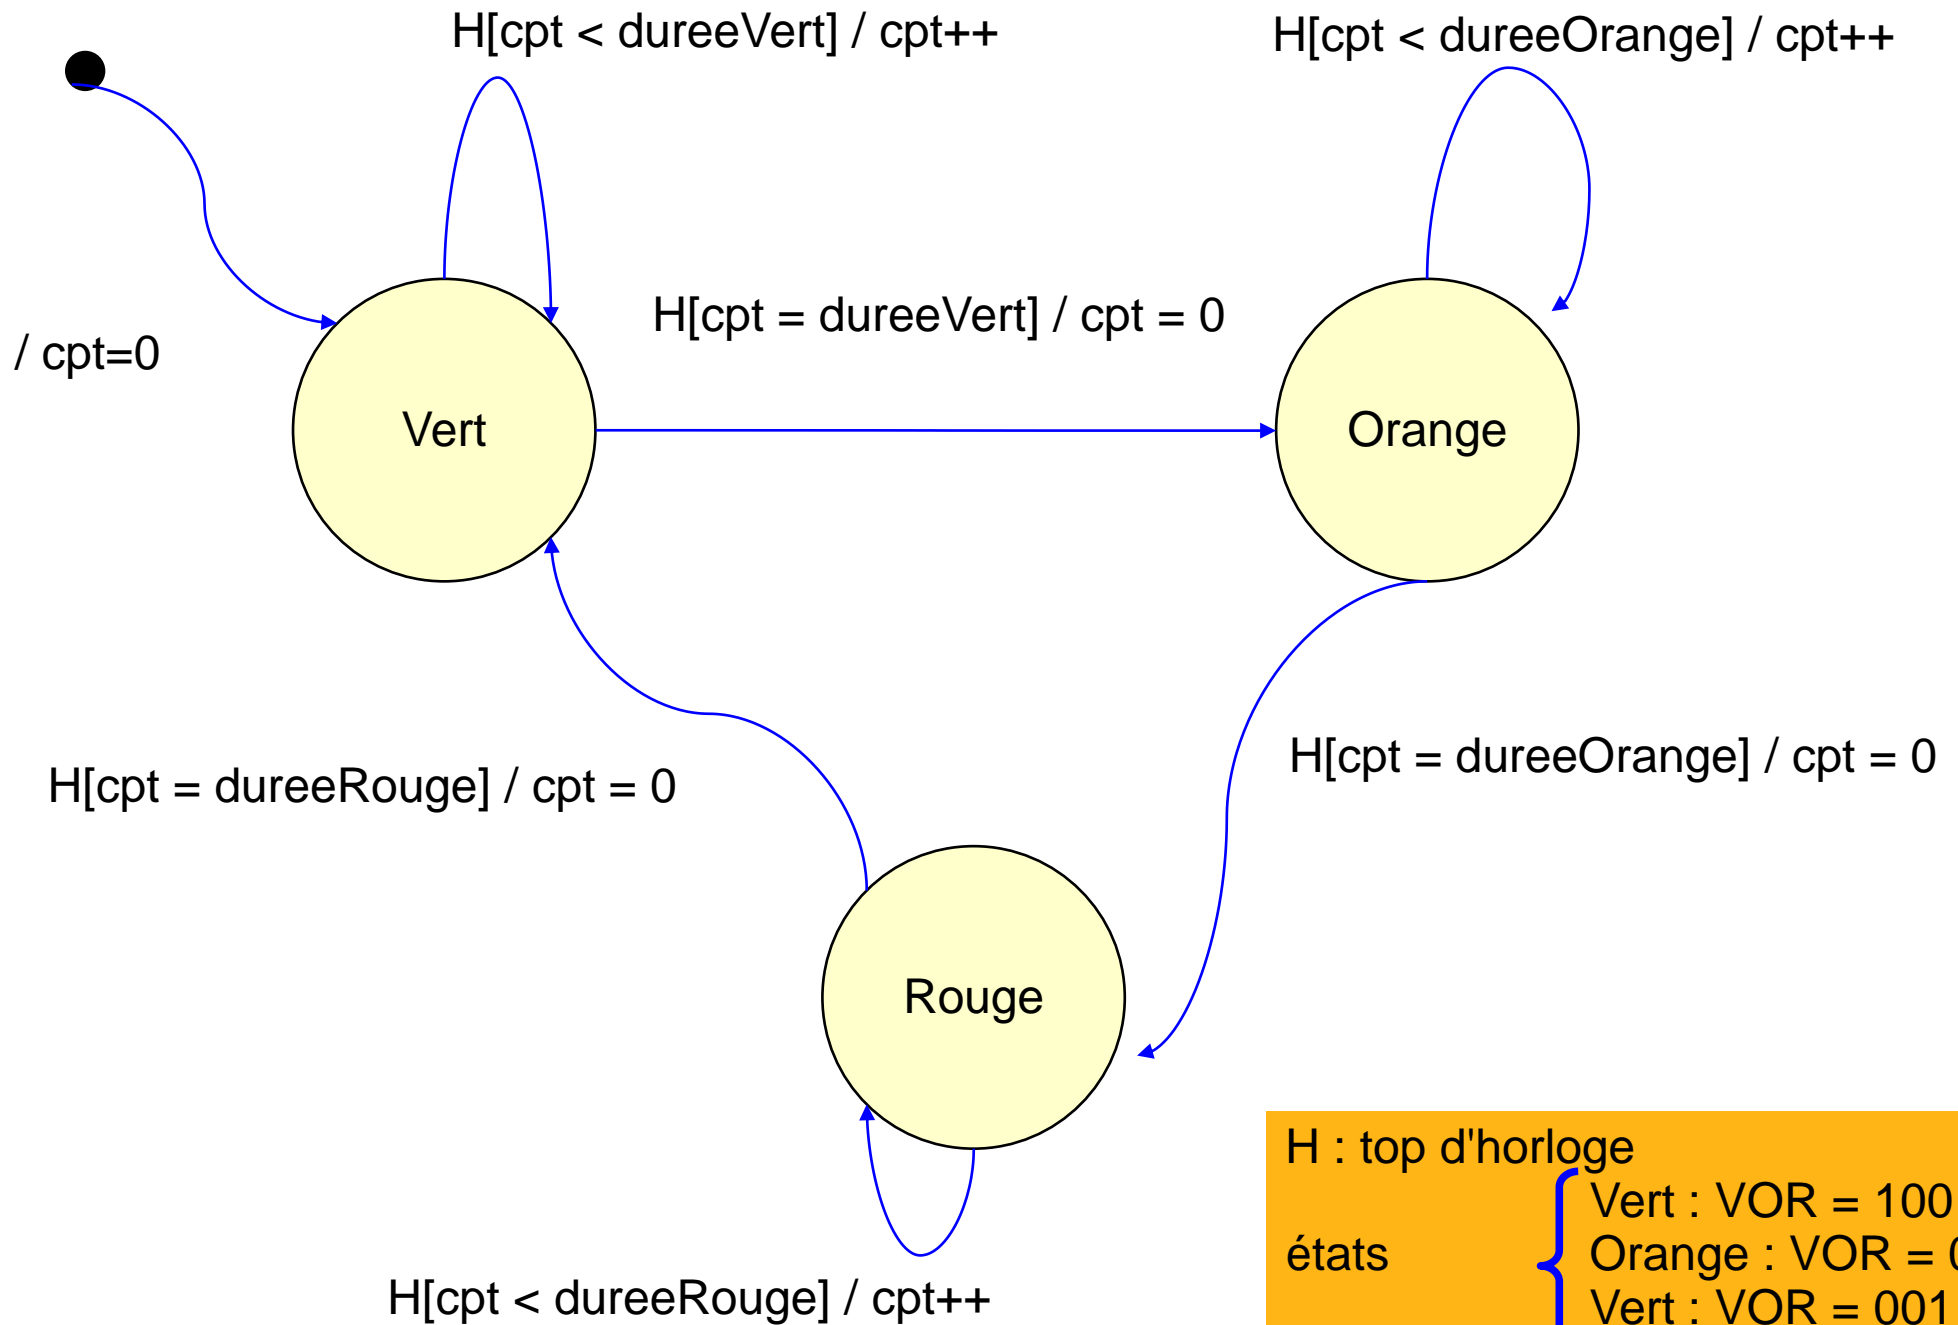 H[cpt < dureeVert] / cpt++
H[cpt < dureeOrange] / cpt++
H[cpt = dureeVert] / cpt = 0
/ cpt=0
Vert
Orange
H[cpt = dureeRouge] / cpt = 0
H[cpt = dureeOrange] / cpt = 0
Rouge
H : top d'horloge
Vert : VOR = 100
états
Orange : VOR =
Vert : VOR = 001
H[cpt < dureeRouge] / cpt++